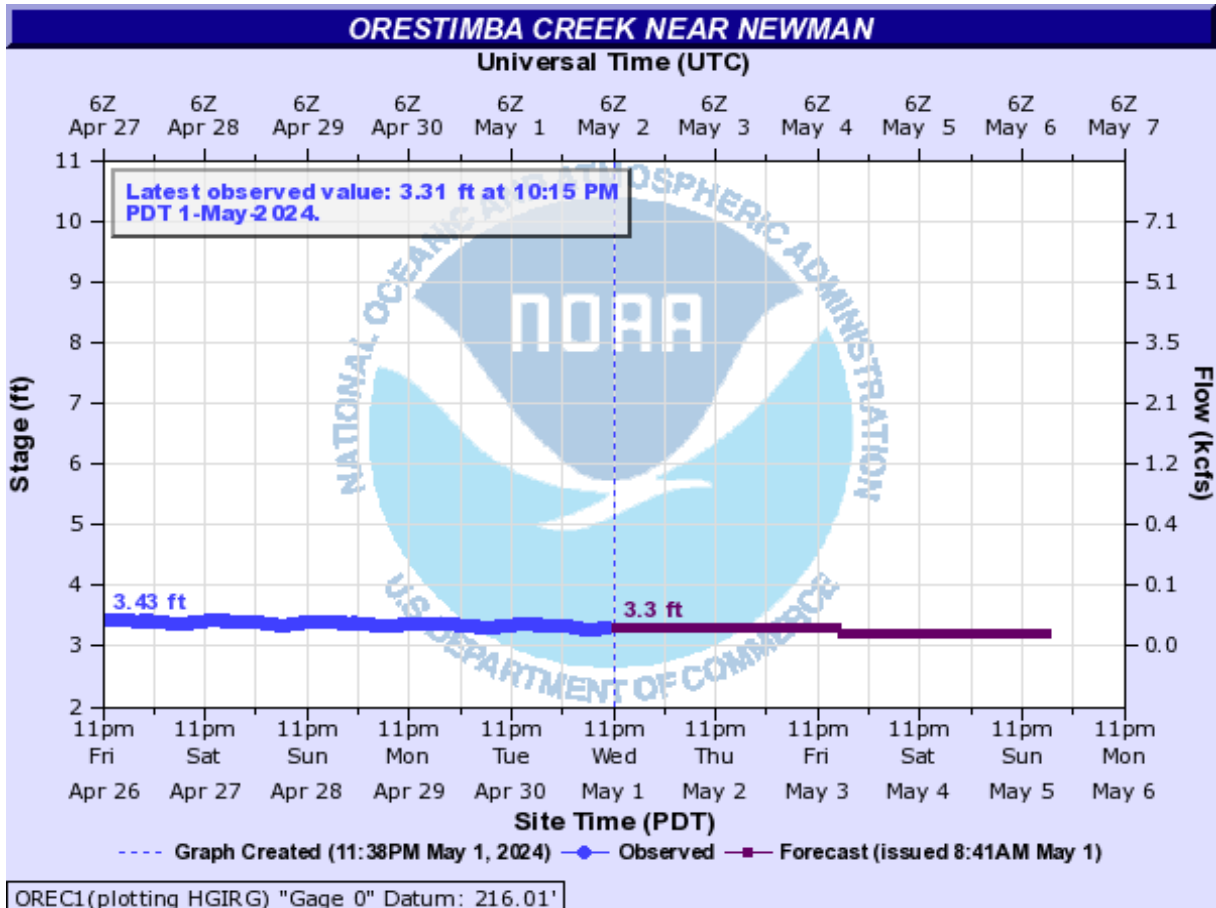 ORESTIMBA CREEK NEAR NEWMAN
Universal Time (UTC)
6Z 6Z 6Z 6Z 6Z 6Z 6Z 6Z 6Z 6Z 6Z
Apr 27 Apr 28 Apr 29 Apr 30 May 1 May 2 May 3 May 4 May 5 May 6 May 7
Latest observed value: 3.31 ft at 10:15 PM
PDT 1-May-2024.
Stage (ft)
11
10
9
8
7
6
5
4
3
2
Flow (kcfs)
7.1
5.1
3.5
2.1
1.2
0.4
0.1
0.0
NATIONAL OCEANIC AND ATMOSPHERIC ADMINISTRATION
NOAA
U.S. DEPARTMENT OF COMMERCE
3.43 ft
3.3 ft
11pm 11pm 11pm 11pm 11pm 11pm 11pm 11pm 11pm 11pm 11pm
Fri Sat Sun Mon Tue Wed Thu Fri Sat Sun Mon
Apr 26 Apr 27 Apr 28 Apr 29 Apr 30 May 1 May 2 May 3 May 4 May 5 May 6
Site Time (PDT)
Graph Created (11:38PM May 1, 2024) Observed Forecast (issued 8:41AM May 1)
OREC1(plotting HGIRG) "Gage 0" Datum: 216.01'